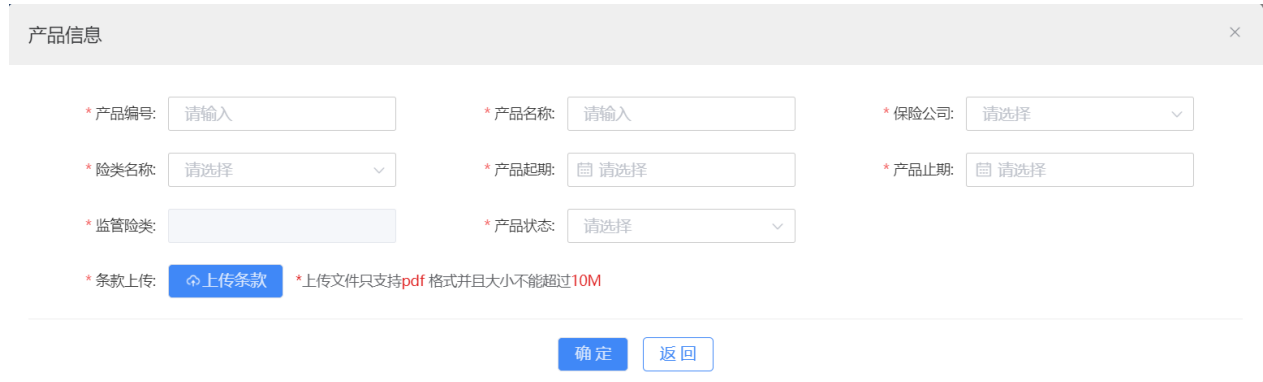 产品信息
* 产品编号: 请输入 * 产品名称: 请输入 * 保险公司: 请选择
* 险类名称: 请选择 * 产品起期: 请选择 * 产品止期: 请选择
* 监管险类: * 产品状态: 请选择
* 条款上传: 上传条款 *上传文件只支持pdf 格式并且大小不能超过10M
确定 返回